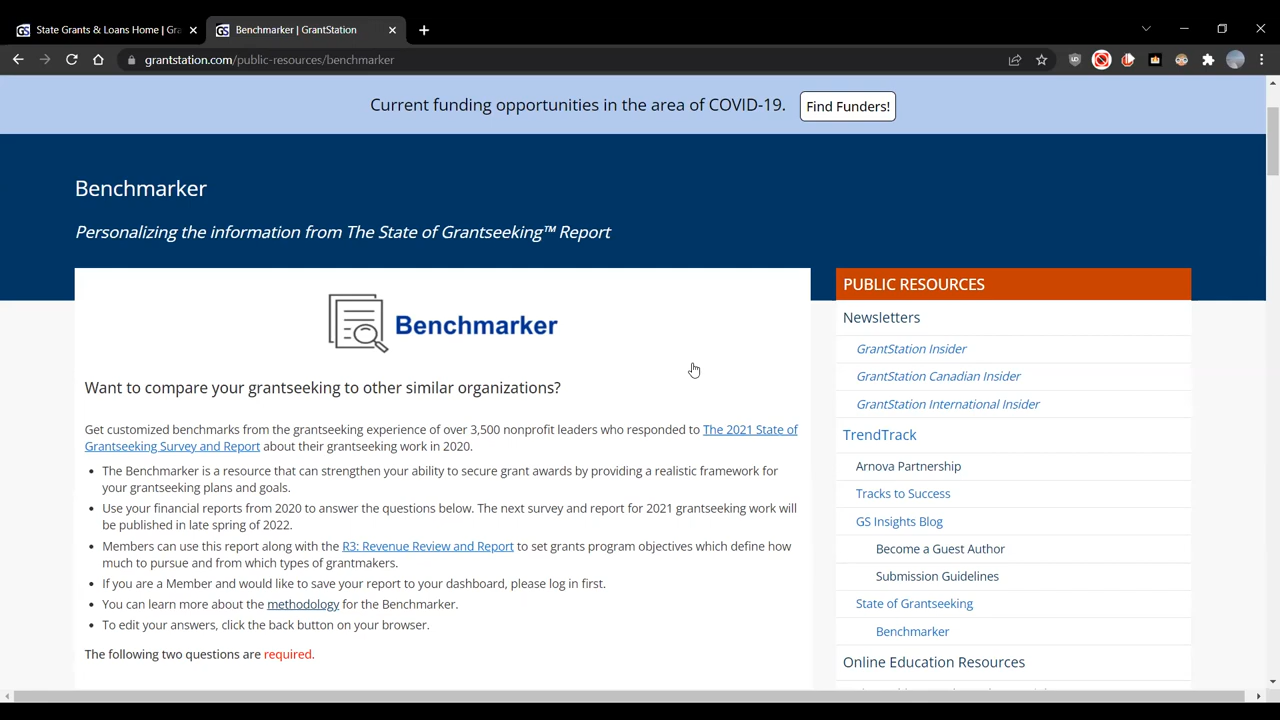 State Grants & Loans Home | Gra
Benchmarker | GrantStation
grantstation.com/public-resources/benchmarker
Current funding opportunities in the area of COVID-19.
Find Funders!
Benchmarker
Personalizing the information from The State of Grantseeking™ Report
Benchmarker
Want to compare your grantseeking to other similar organizations?
Get customized benchmarks from the grantseeking experience of over 3,500 nonprofit leaders who responded to The 2021 State of
Grantseeking Survey and Report about their grantseeking work in 2020.
• The Benchmarker is a resource that can strengthen your ability to secure grant awards by providing a realistic framework for
your grantseeking plans and goals.
• Use your financial reports from 2020 to answer the questions below. The next survey and report for 2021 grantseeking work will
be published in late spring of 2022.
• Members can use this report along with the R3: Revenue Review and Report to set grants program objectives which define how
much to pursue and from which types of grantmakers.
• If you are a Member and would like to save your report to your dashboard, please log in first.
• You can learn more about the methodology for the Benchmarker.
• To edit your answers, click the back button on your browser.
The following two questions are required.
PUBLIC RESOURCES
Newsletters
GrantStation Insider
GrantStation Canadian Insider
GrantStation International Insider
TrendTrack
Arnova Partnership
Tracks to Success
GS Insights Blog
Become a Guest Author
Submission Guidelines
State of Grantseeking
Benchmarker
Online Education Resources